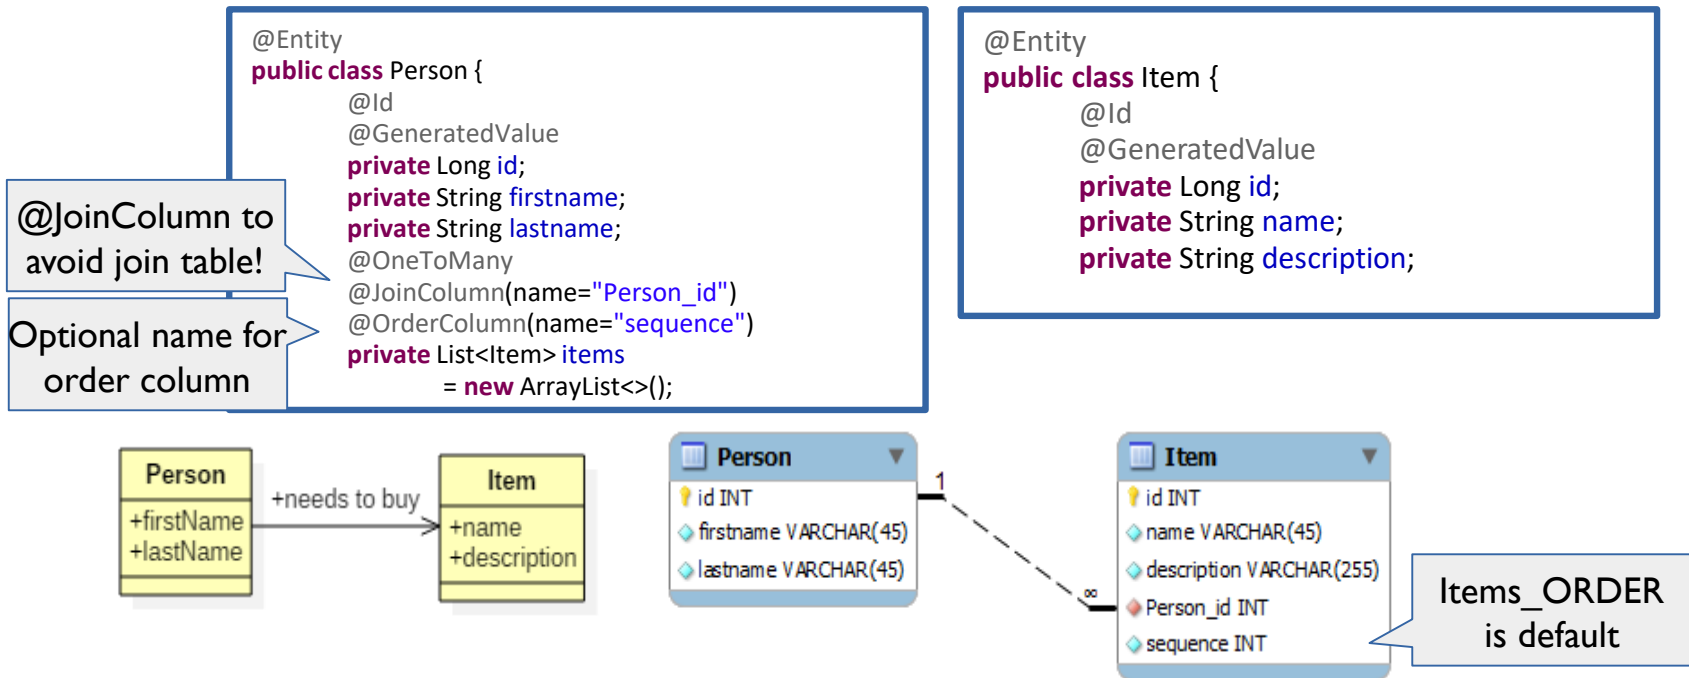 @Entity
public class Person {
@Id
@GeneratedValue
private Long id;
private String firstname;
private String lastname;
@OneToMany
@JoinColumn(name="Person_id")
@OrderColumn(name="sequence")
private List<Item> items
= new ArrayList<>();
@JoinColumn to
avoid join table!
Optional name for
order column
@Entity
public class Item {
@Id
@GeneratedValue
private Long id;
private String name;
private String description;
Person
+firstName
+lastName
+needs to buy
Item
+name
+description
Person
id INT
firstname VARCHAR(45)
lastname VARCHAR(45)
1
∞
Item
id INT
name VARCHAR(45)
description VARCHAR(255)
Person_id INT
sequence INT
Items_ORDER
is default